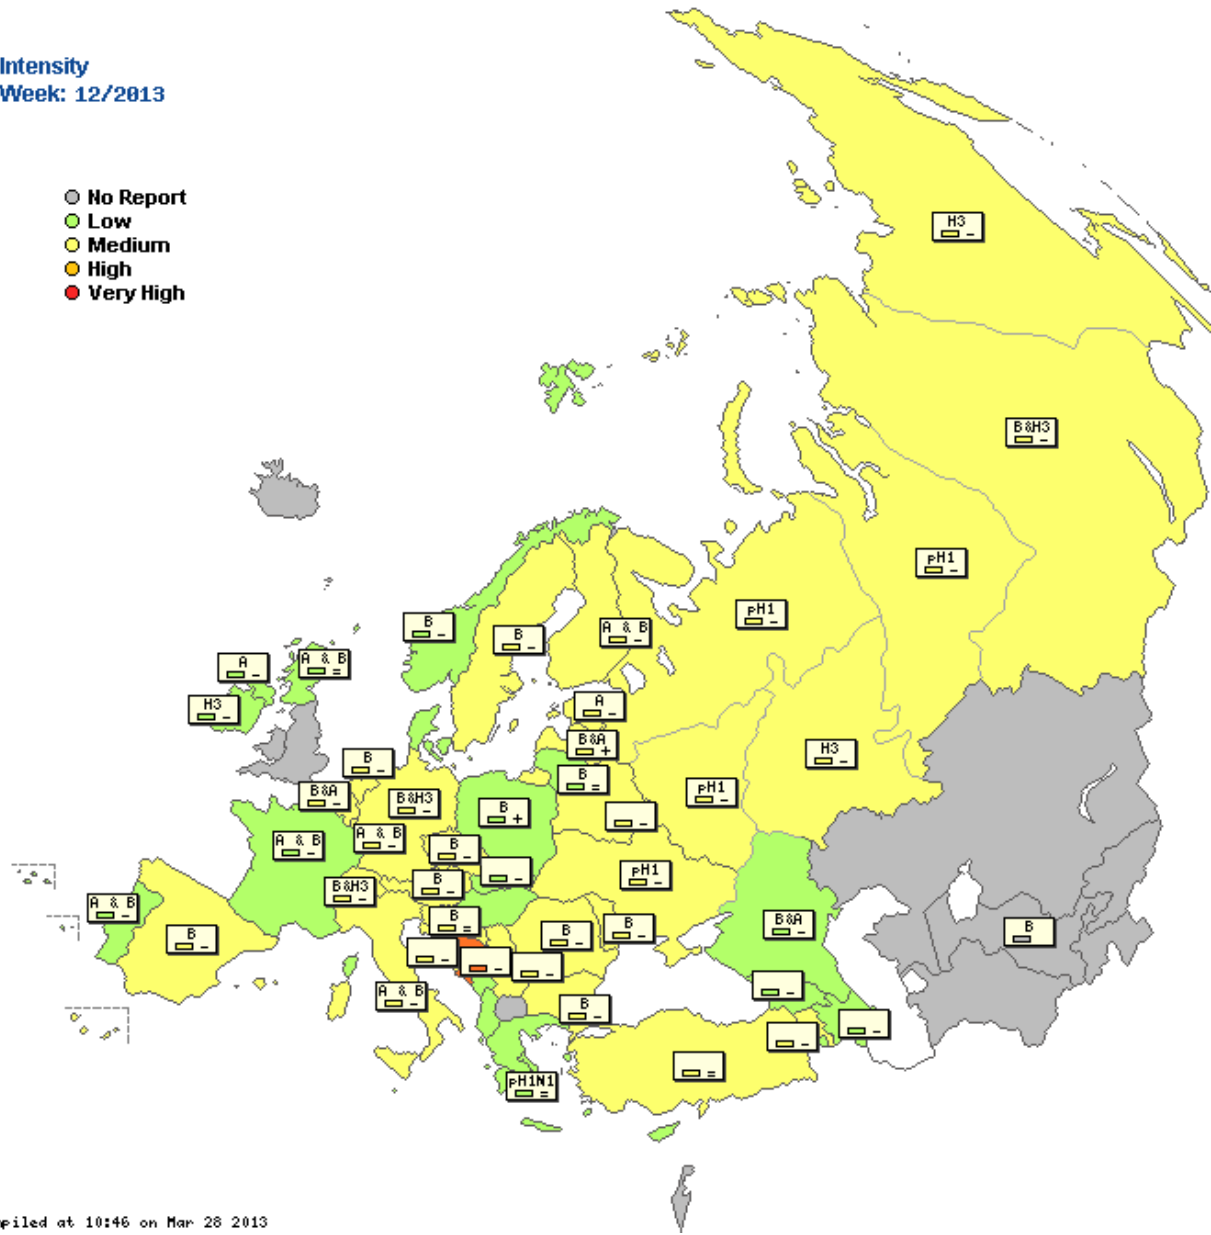 Intensity
Week: 12/2013
No Report
Low
Medium
High
Very High
H3
-
B&H3
-
pH1
-
pH1
-
B
-
B
-
A & B
-
A & B
=
A
-
H3
-
A
-
B&A
+
B
-
H3
-
B
=
B&A
-
B&H3
-
pH1
-
B
+
-
A & B
-
A & B
-
B
-
-
pH1
-
B&H3
-
B
-
A & B
-
B
=
B
-
B
-
B
-
B&A
-
B
-
-
-
-
A & B
-
B
-
-
-
pH1N1
=
=
piled at 10:46 on Mar 28 2013